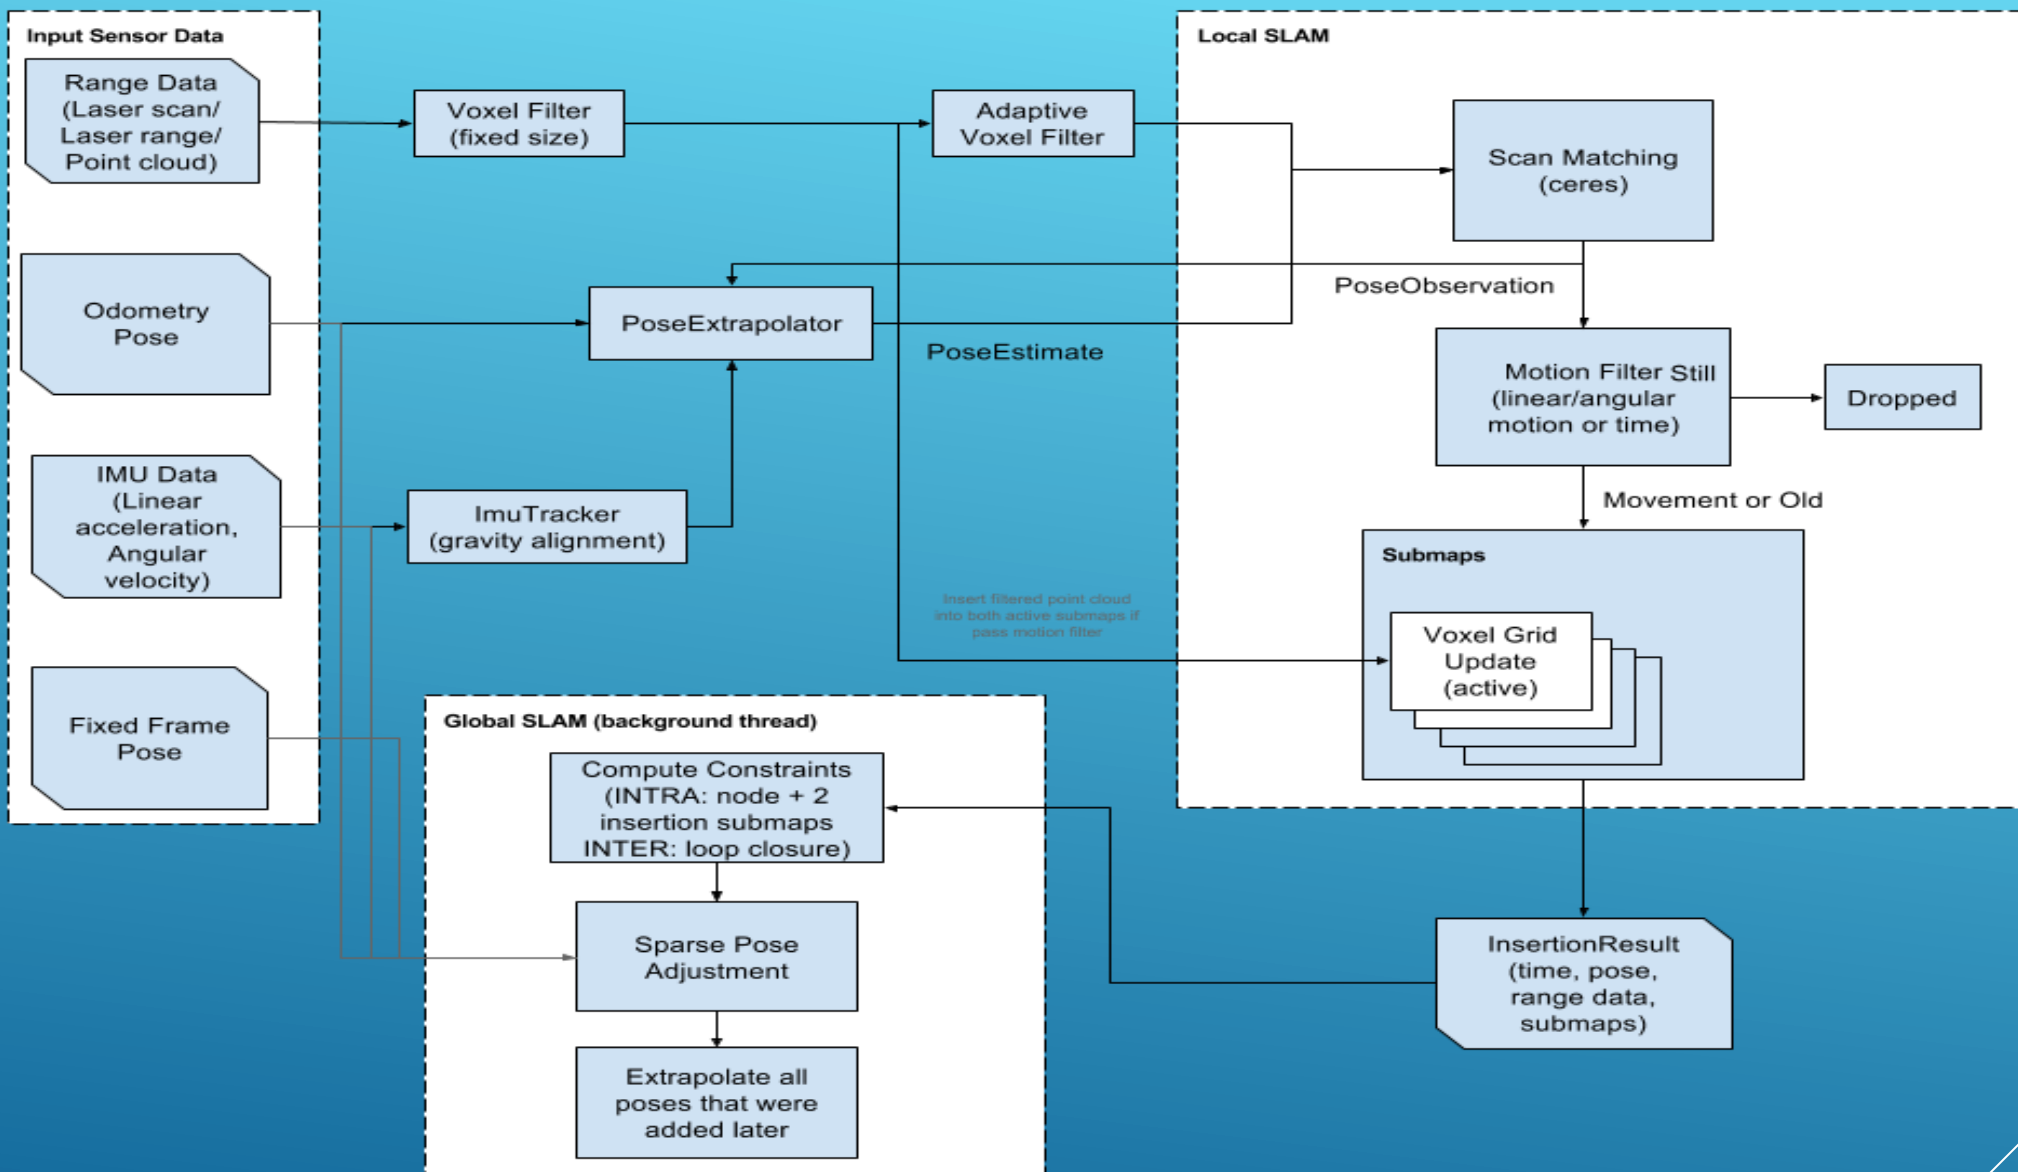 Input Sensor Data
Range Data
(Laser scan/
Laser range/
Point cloud)
Voxel Filter
(fixed size)
Adaptive
Voxel Filter
Local SLAM
Scan Matching
(ceres)
Odometry
Pose
PoseExtrapolator
PoseEstimate
PoseObservation
Motion Filter Still
(linear/angular
motion or time)
Dropped
IMU Data
(Linear
acceleration,
Angular
velocity)
ImuTracker
(gravity alignment)
Movement or Old
Submaps
Insert filtered point cloud
into both active submaps if
pass motion filter
Voxel Grid
Update
(active)
Fixed Frame
Pose
Global SLAM (background thread)
Compute Constraints
(INTRA: node + 2
insertion submaps
INTER: loop closure)
Sparse Pose
Adjustment
Extrapolate all
poses that were
added later
InsertionResult
(time, pose,
range data,
submaps)